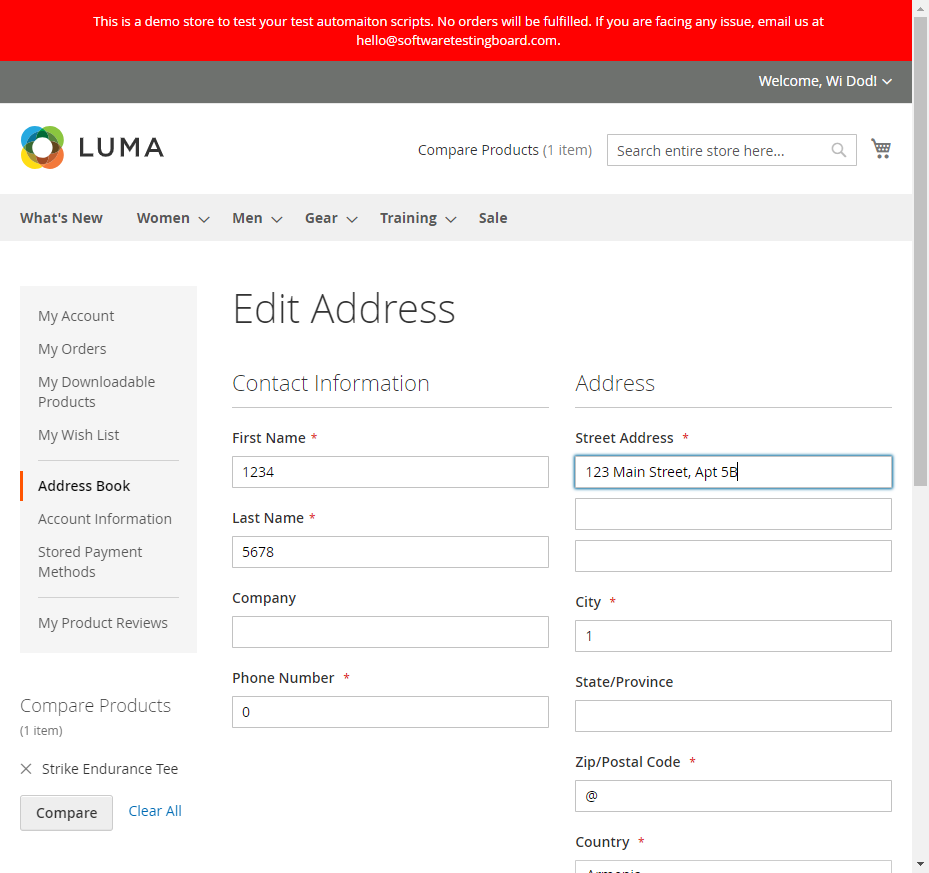 This is a demo store to test your test automaiton scripts. No orders will be fulfilled. If you are facing any issue, email us at
hello@softwaretestingboard.com.
Welcome, Wi Dod!
LUMA
Compare Products (1 item)
Search entire store here...
What's New
Women
Men
Gear
Training
Sale
My Account
My Orders
My Downloadable
Products
My Wish List
Address Book
Account Information
Stored Payment
Methods
My Product Reviews
Compare Products
(1 item)
Strike Endurance Tee
Compare
Clear All
Edit Address
Contact Information
First Name *
1234
Last Name *
5678
Company
Phone Number *
0
Address
Street Address *
123 Main Street, Apt 5B
City *
1
State/Province
Zip/Postal Code *
@
Country *
Armenia